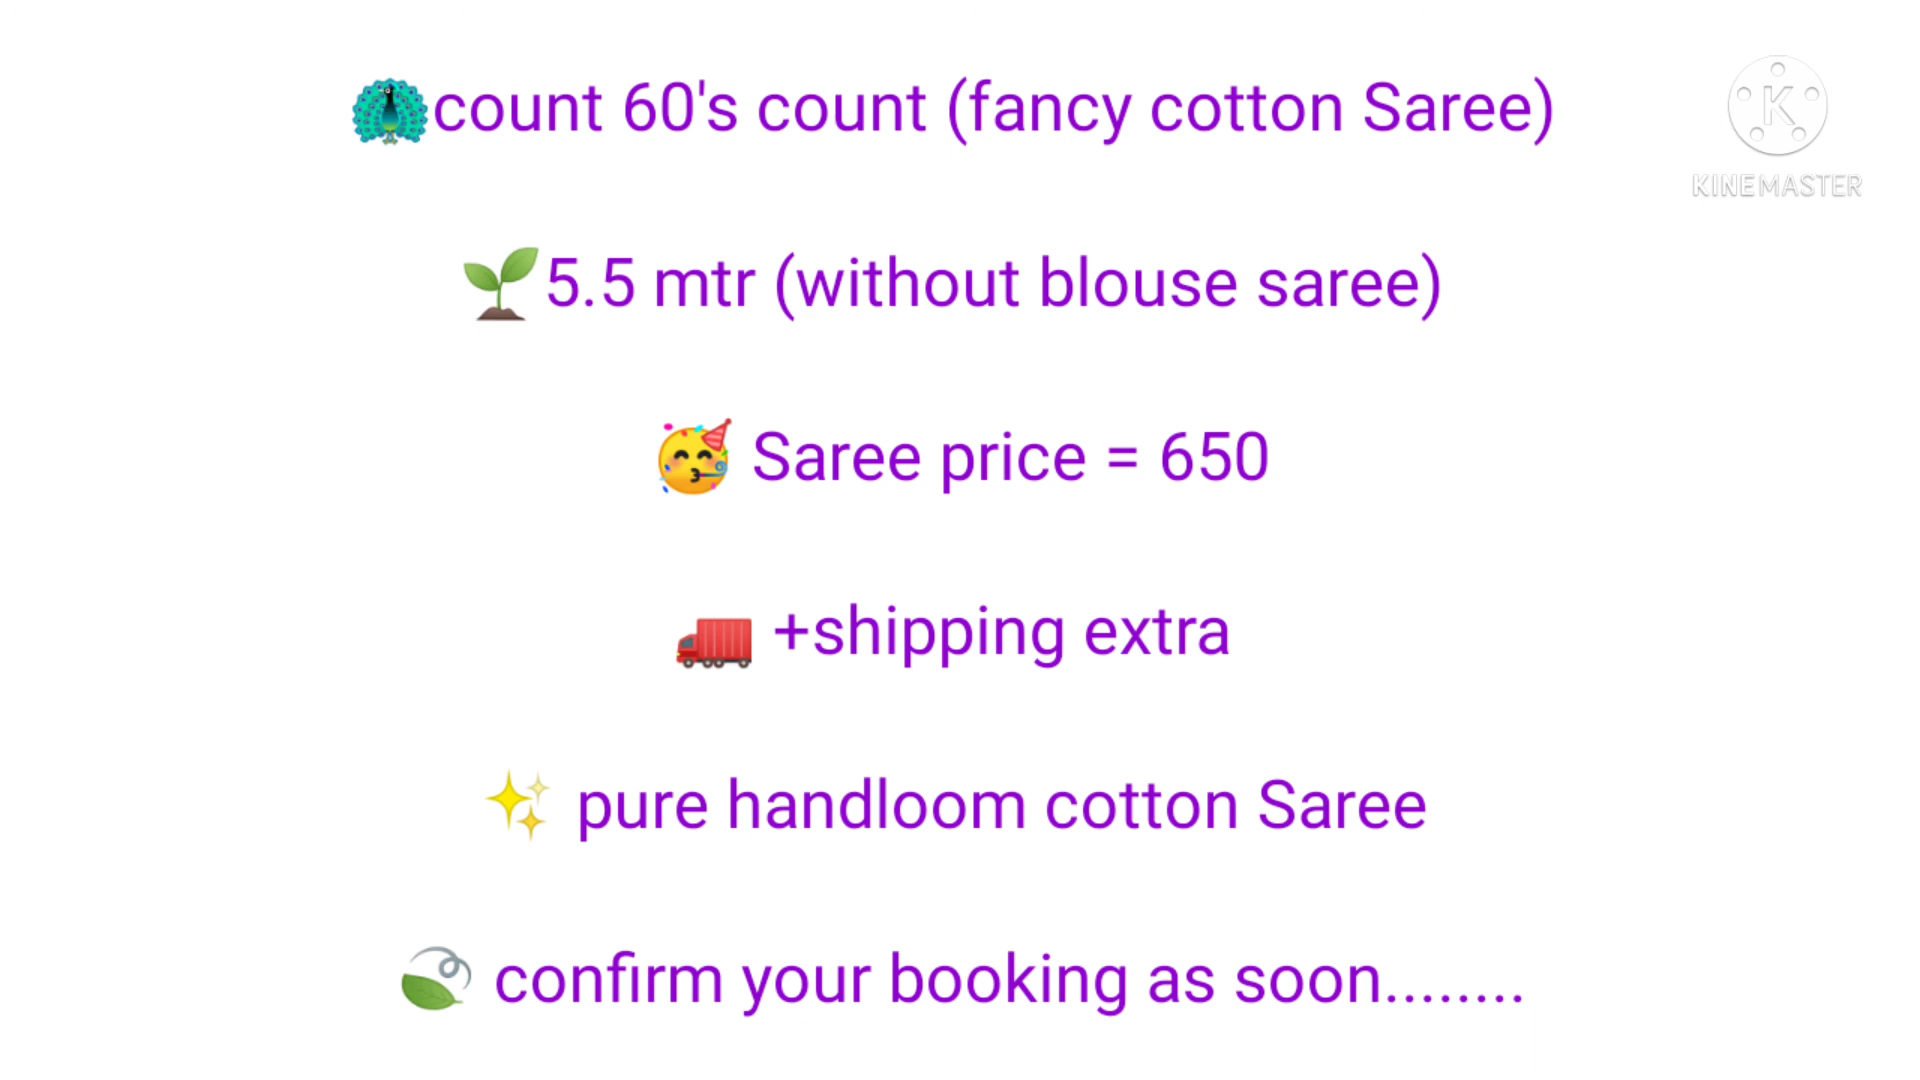 🦚count 60's count (fancy cotton Saree)
KINEMASTER
🌱5.5 mtr (without blouse saree)
🥳 Saree price = 650
🚛 +shipping extra
✨ pure handloom cotton Saree
🍃 confirm your booking as soon........